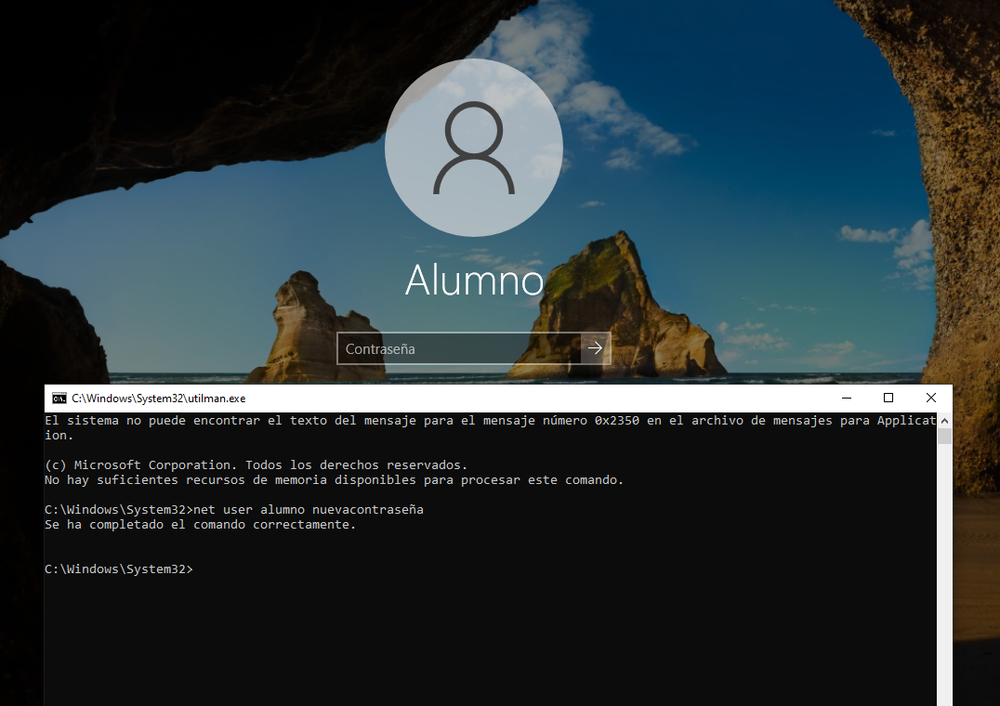 Alumno
Contraseña
C:\Windows\System32\utilman.exe
El sistema no puede encontrar el texto del mensaje para el mensaje número 0x2350 en el archivo de mensajes para Applicat
ion.
(c) Microsoft Corporation. Todos los derechos reservados.
No hay suficientes recursos de memoria disponibles para procesar este comando.
C:\Windows\System32>net user alumno nuevacontraseña
Se ha completado el comando correctamente.
C:\Windows\System32>